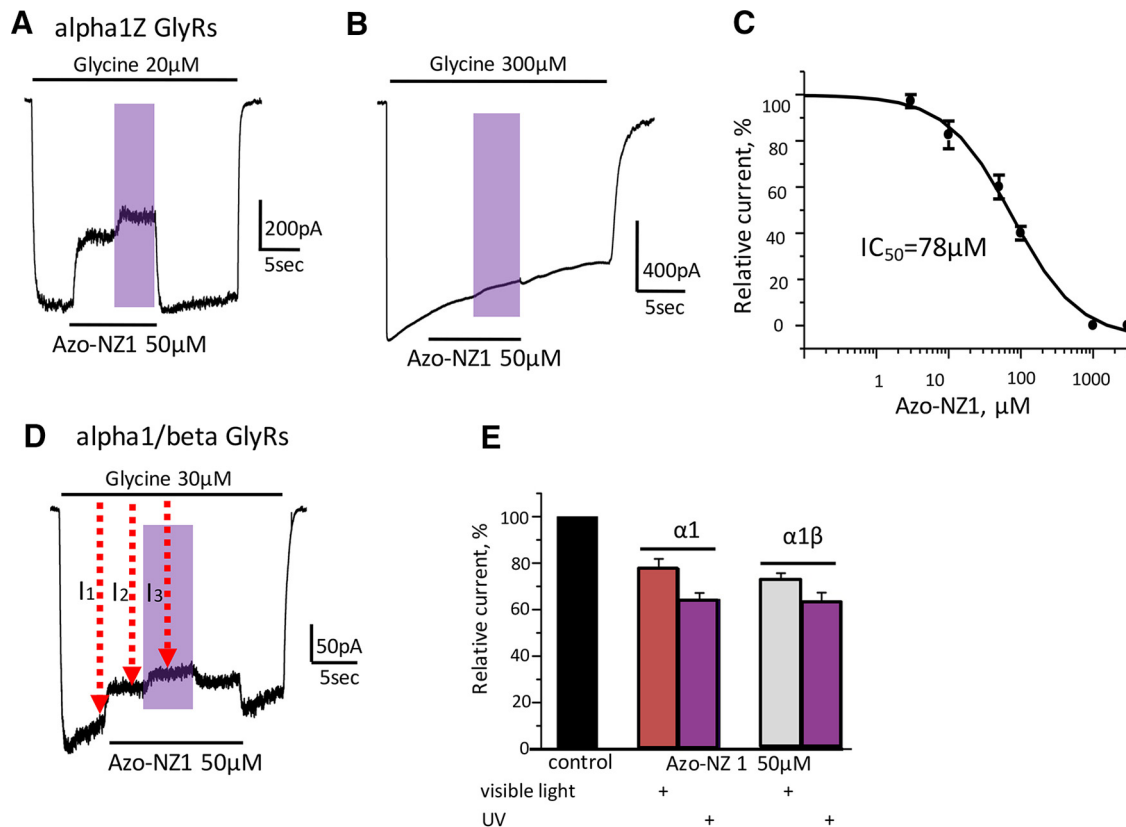 A alpha1Z GlyRs
Glycine 20µM
200pA
5sec
Azo-NZ1 50µM
B
Glycine 300µM
400pA
5sec
Azo-NZ1 50µM
C
Relative current, %
100
80
60
40
20
0
IC50=78µM
1 10 100 1000
Azo-NZ1, µM
D alpha1/beta GlyRs
Glycine 30µM
I1 I2 I3
50pA
5sec
Azo-NZ1 50µM
E
Relative current, %
100
80
60
40
20
0
α1
α1β
control Azo-NZ 1 50µM
visible light + +
UV + +